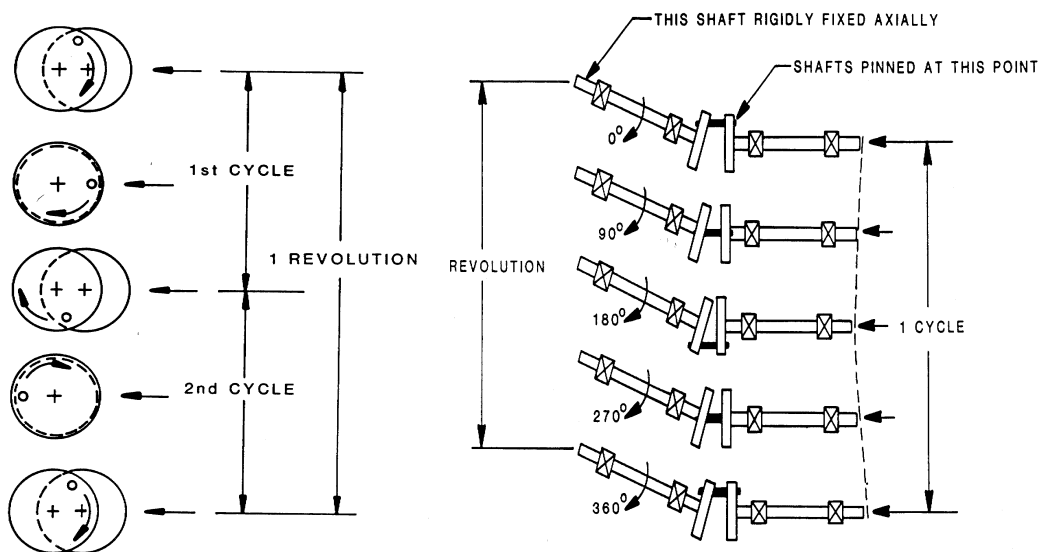 THIS SHAFT RIGIDLY FIXED AXIALLY
SHAFTS PINNED AT THIS POINT
1st CYCLE
1 REVOLUTION
2nd CYCLE
REVOLUTION
0°
90°
180°
270°
360°
1 CYCLE